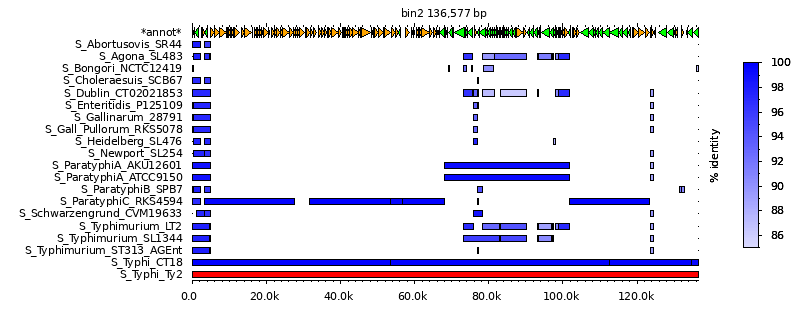 bin2 136,577 bp
*annot*
S_Abortusovis_SR44
S_Agona_SL483
S_Bongori_NCTC12419
S_Choleraesuis_SCB67
S_Dublin_CT02021853
S_Enteritidis_P125109
S_Gallinarum_28791
S_Gall_Pullorum_RKS5078
S_Heidelberg_SL476
S_Newport_SL254
S_ParatyphiA_AKU12601
S_ParatyphiA_ATCC9150
S_ParatyphiB_SPB7
S_ParatyphiC_RKS4594
S_Schwarzengrund_CVM19633
S_Typhimurium_LT2
S_Typhimurium_SL1344
S_Typhimurium_ST313_AGEnt
S_Typhi_CT18
S_Typhi_Ty2
0.0 20.0k 40.0k 60.0k 80.0k 100.0k 120.0k
100
98
96
94
92
90
88
86
% identity